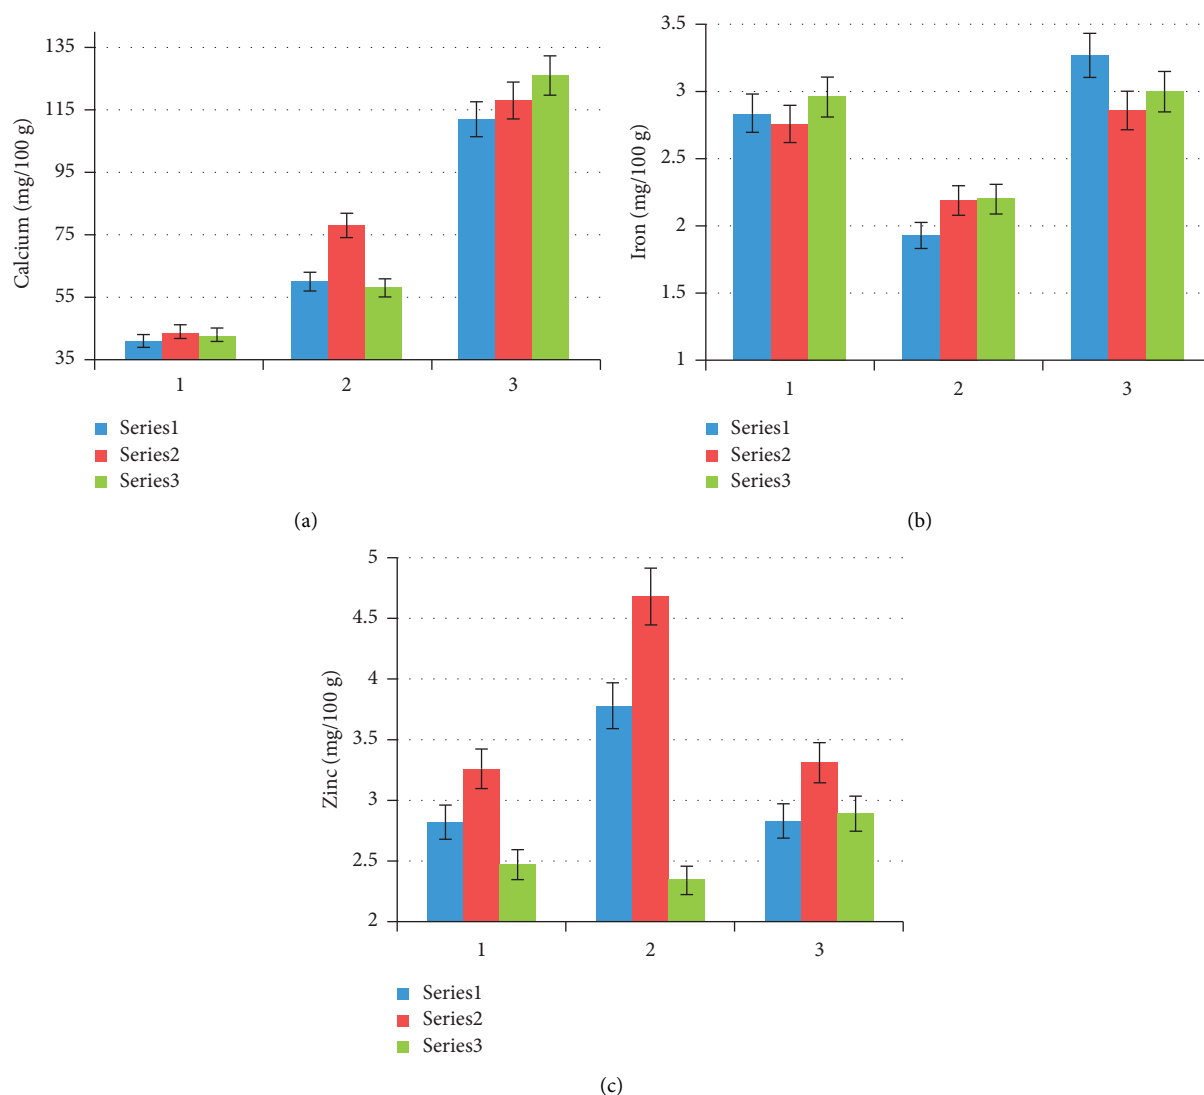 Calcium (mg/100 g)
135
115
95
75
55
35
1 2 3
Series1
Series2
Series3
(a)
Iron (mg/100 g)
3.5
3
2.5
2
1.5
1
1 2 3
Series1
Series2
Series3
(b)
Zinc (mg/100 g)
5
4.5
4
3.5
3
2.5
2
1 2 3
Series1
Series2
Series3
(c)